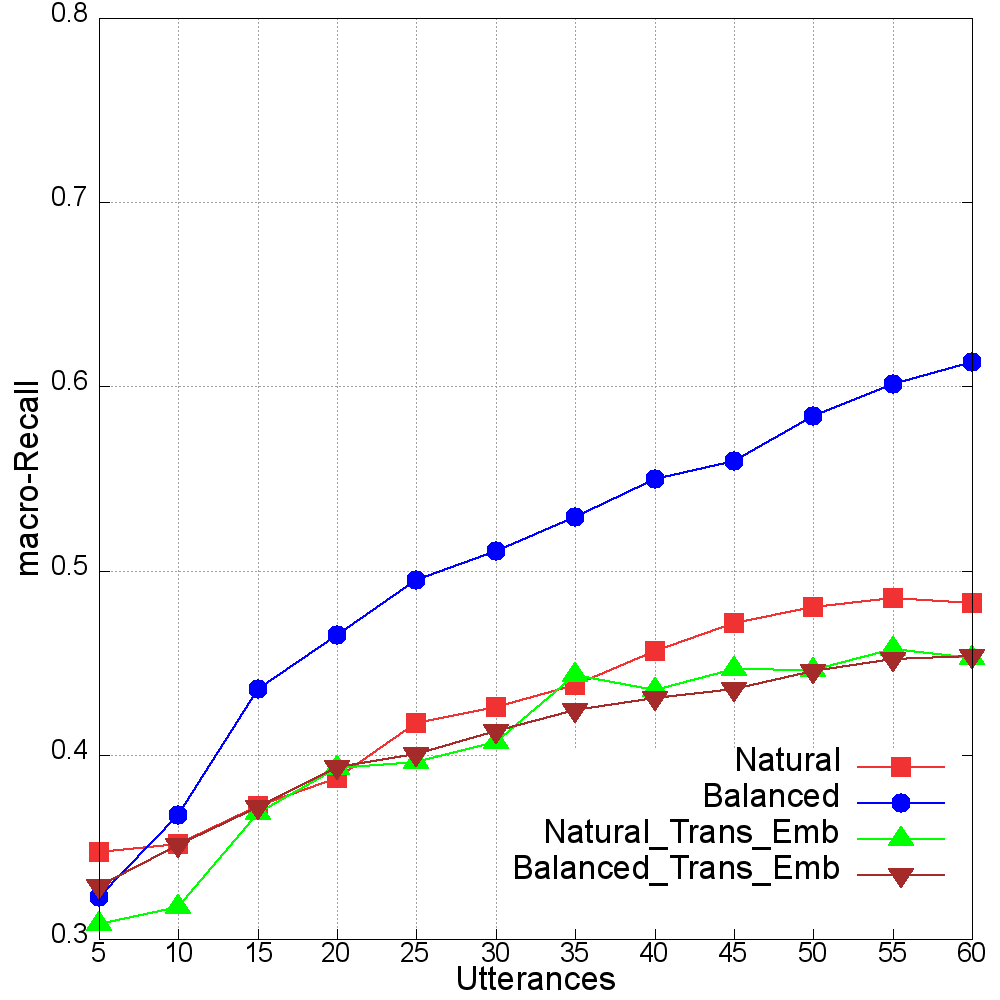 0.8
0.7
0.6
0.5
0.4
0.3
macro-Recall
Natural
Balanced
Natural_Trans_Emb
Balanced_Trans_Emb
5 10 15 20 25 30 35 40 45 50 55 60
Utterances